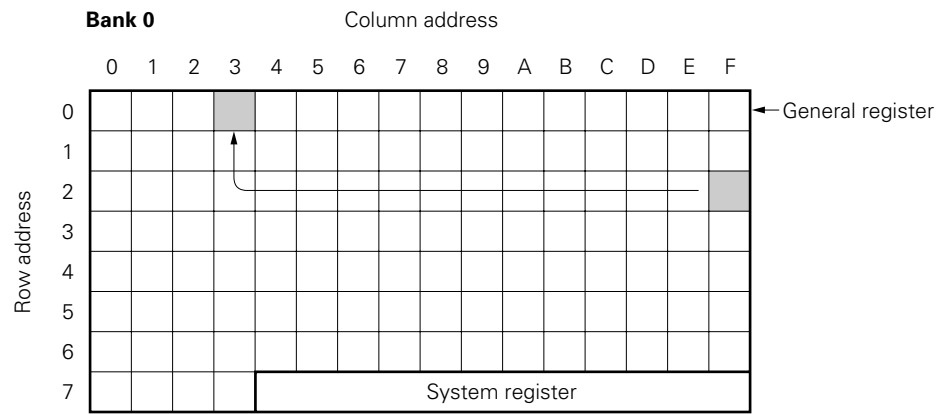 Bank 0 Column address
0 1 2 3 4 5 6 7 8 9 A B C D E F
0 General register
1
2
3
4
5
6
7 System register
Row address